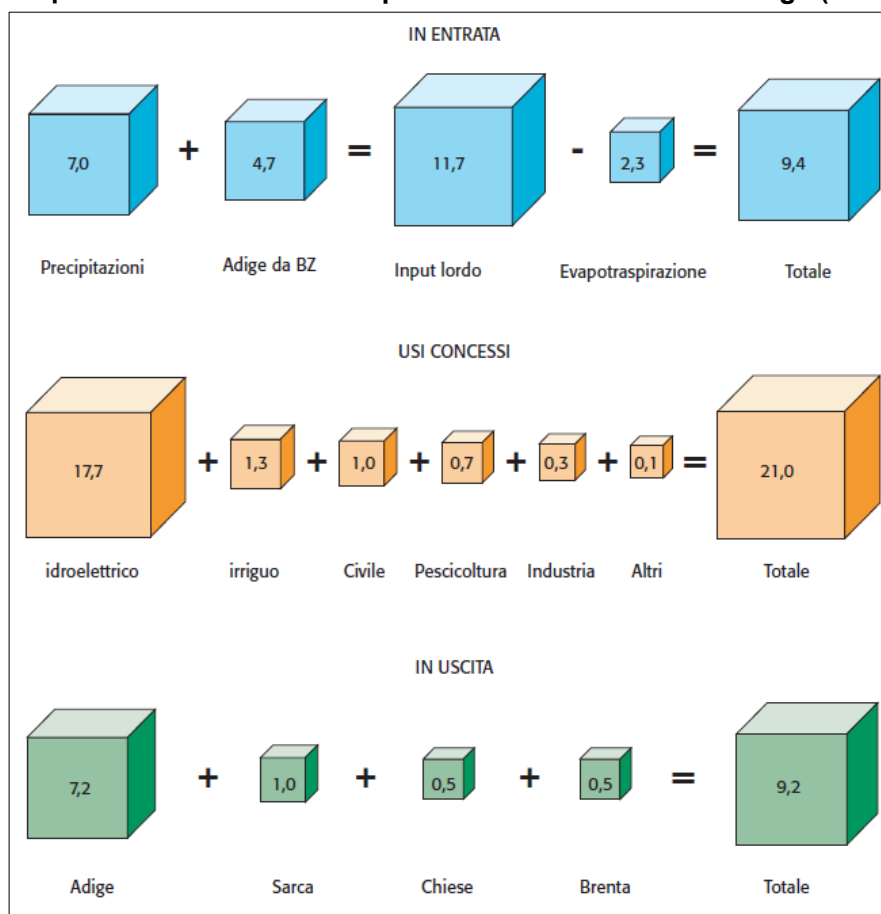 IN ENTRATA
7,0 + 4,7 = 11,7 - 2,3 = 9,4
Precipitazioni Adige da BZ Input lordo Evapotraspirazione Totale
USI CONCESSI
17,7 + 1,3 + 1,0 + 0,7 + 0,3 + 0,1 = 21,0
idroelettrico irriguo Civile Pescicoltura Industria Altri Totale
IN USCITA
7,2 + 1,0 + 0,5 + 0,5 = 9,2
Adige Sarca Chiese Brenta Totale